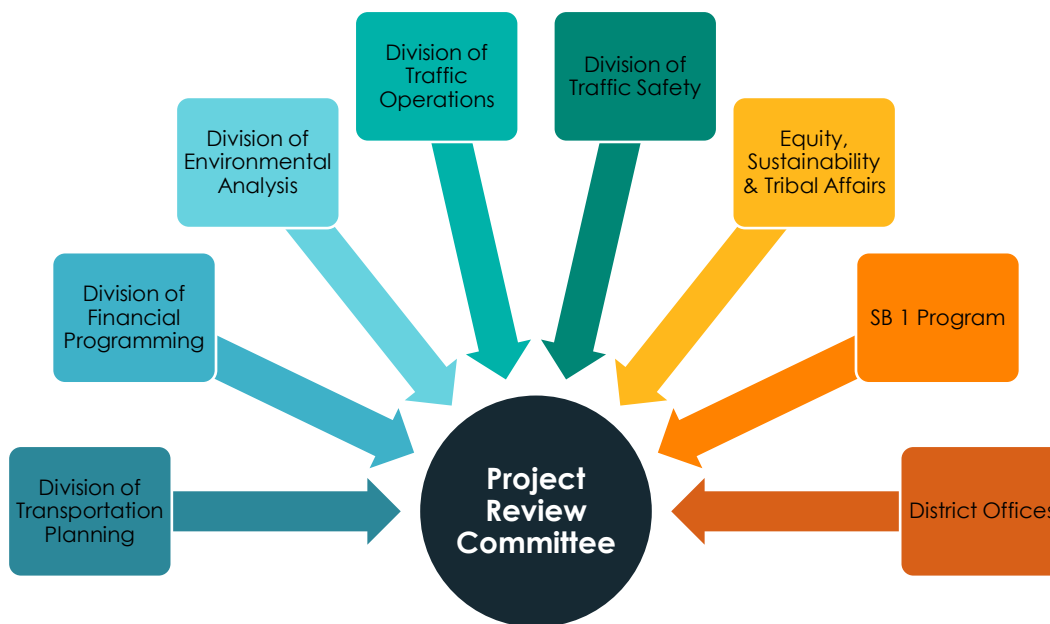 Division of
Transportation
Planning
Division of
Financial
Programming
Division of
Environmental
Analysis
Division of
Traffic
Operations
Division of
Traffic Safety
Equity,
Sustainability
& Tribal Affairs
SB 1 Program
District Offices
Project
Review
Committee